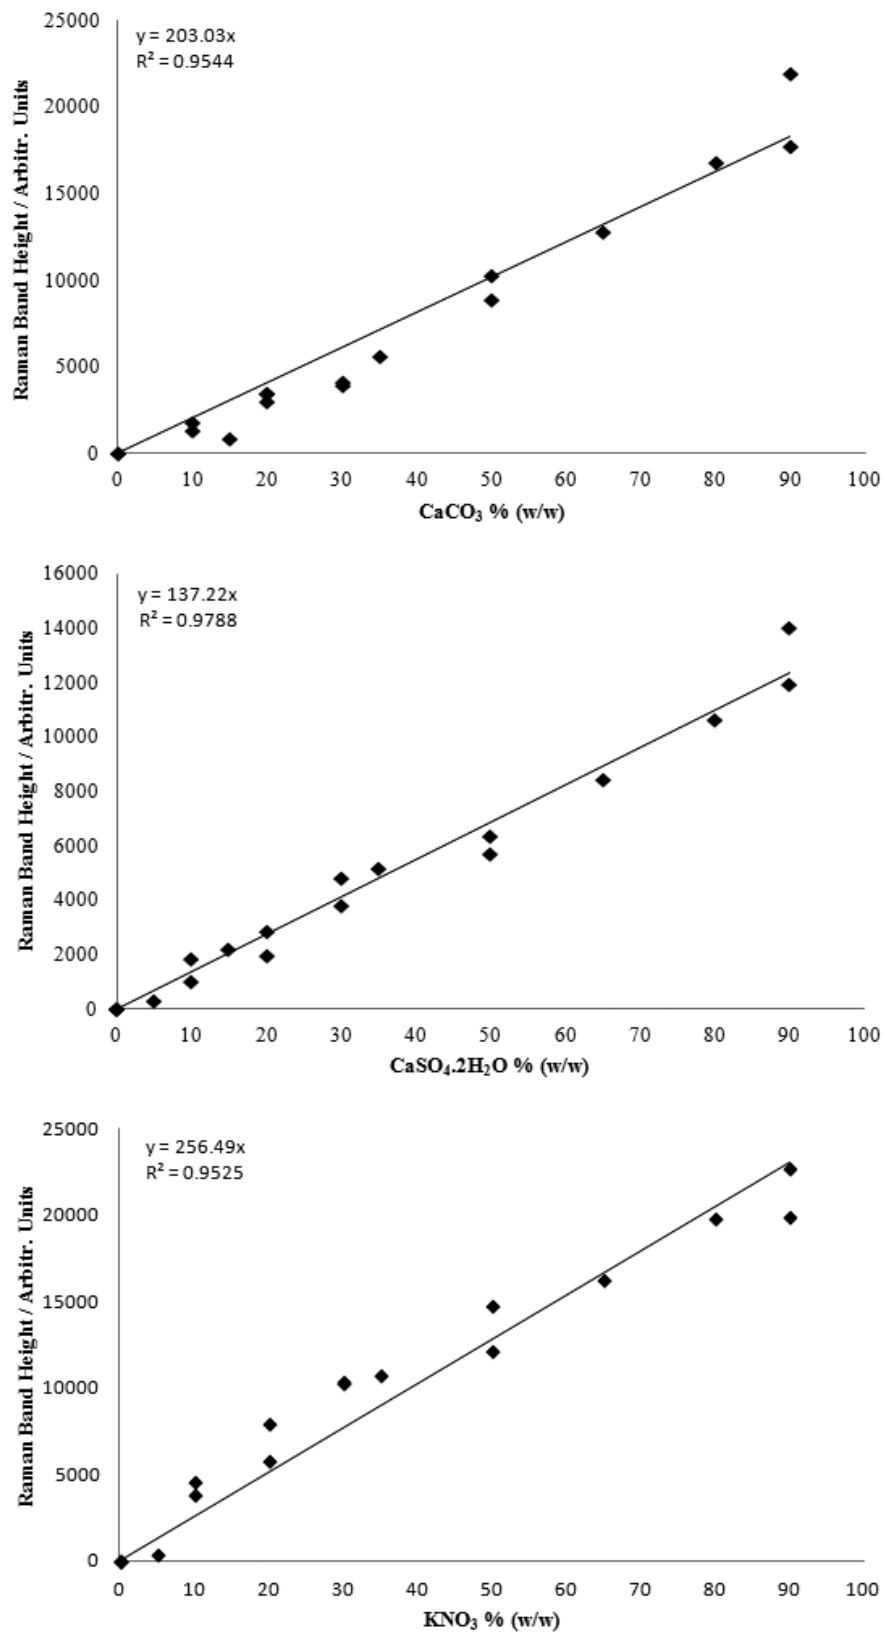 y = 203.03x
R² = 0.9544
Raman Band Height / Arbitr. Units
25000
20000
15000
10000
5000
0
0 10 20 30 40 50 60 70 80 90 100
CaCO₃ % (w/w)
y = 137.22x
R² = 0.9788
Raman Band Height / Arbitr. Units
16000
14000
12000
10000
8000
6000
4000
2000
0
0 10 20 30 40 50 60 70 80 90 100
CaSO₄.2H₂O % (w/w)
y = 256.49x
R² = 0.9525
Raman Band Height / Arbitr. Units
25000
20000
15000
10000
5000
0
0 10 20 30 40 50 60 70 80 90 100
KNO₃ % (w/w)